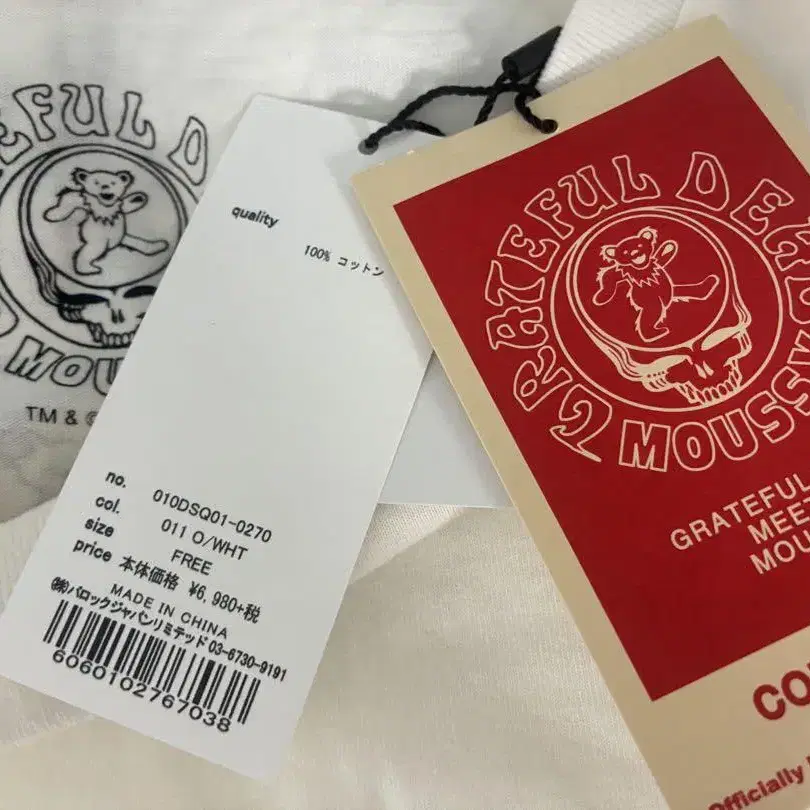 EFUL D
MOU
TM & ©
quality
100% コットン
no. 010DSQ01-0270
col. 011 O/WHT
size FREE
price 本体価格 ¥6,980+税
MADE IN CHINA
(株)バロックジャパンリミテッド 03-6730-9191
6060102767038
GRATEFUL DEAD
MOUSSY
GRATEFUL
MEE
MOU
CO
Officially